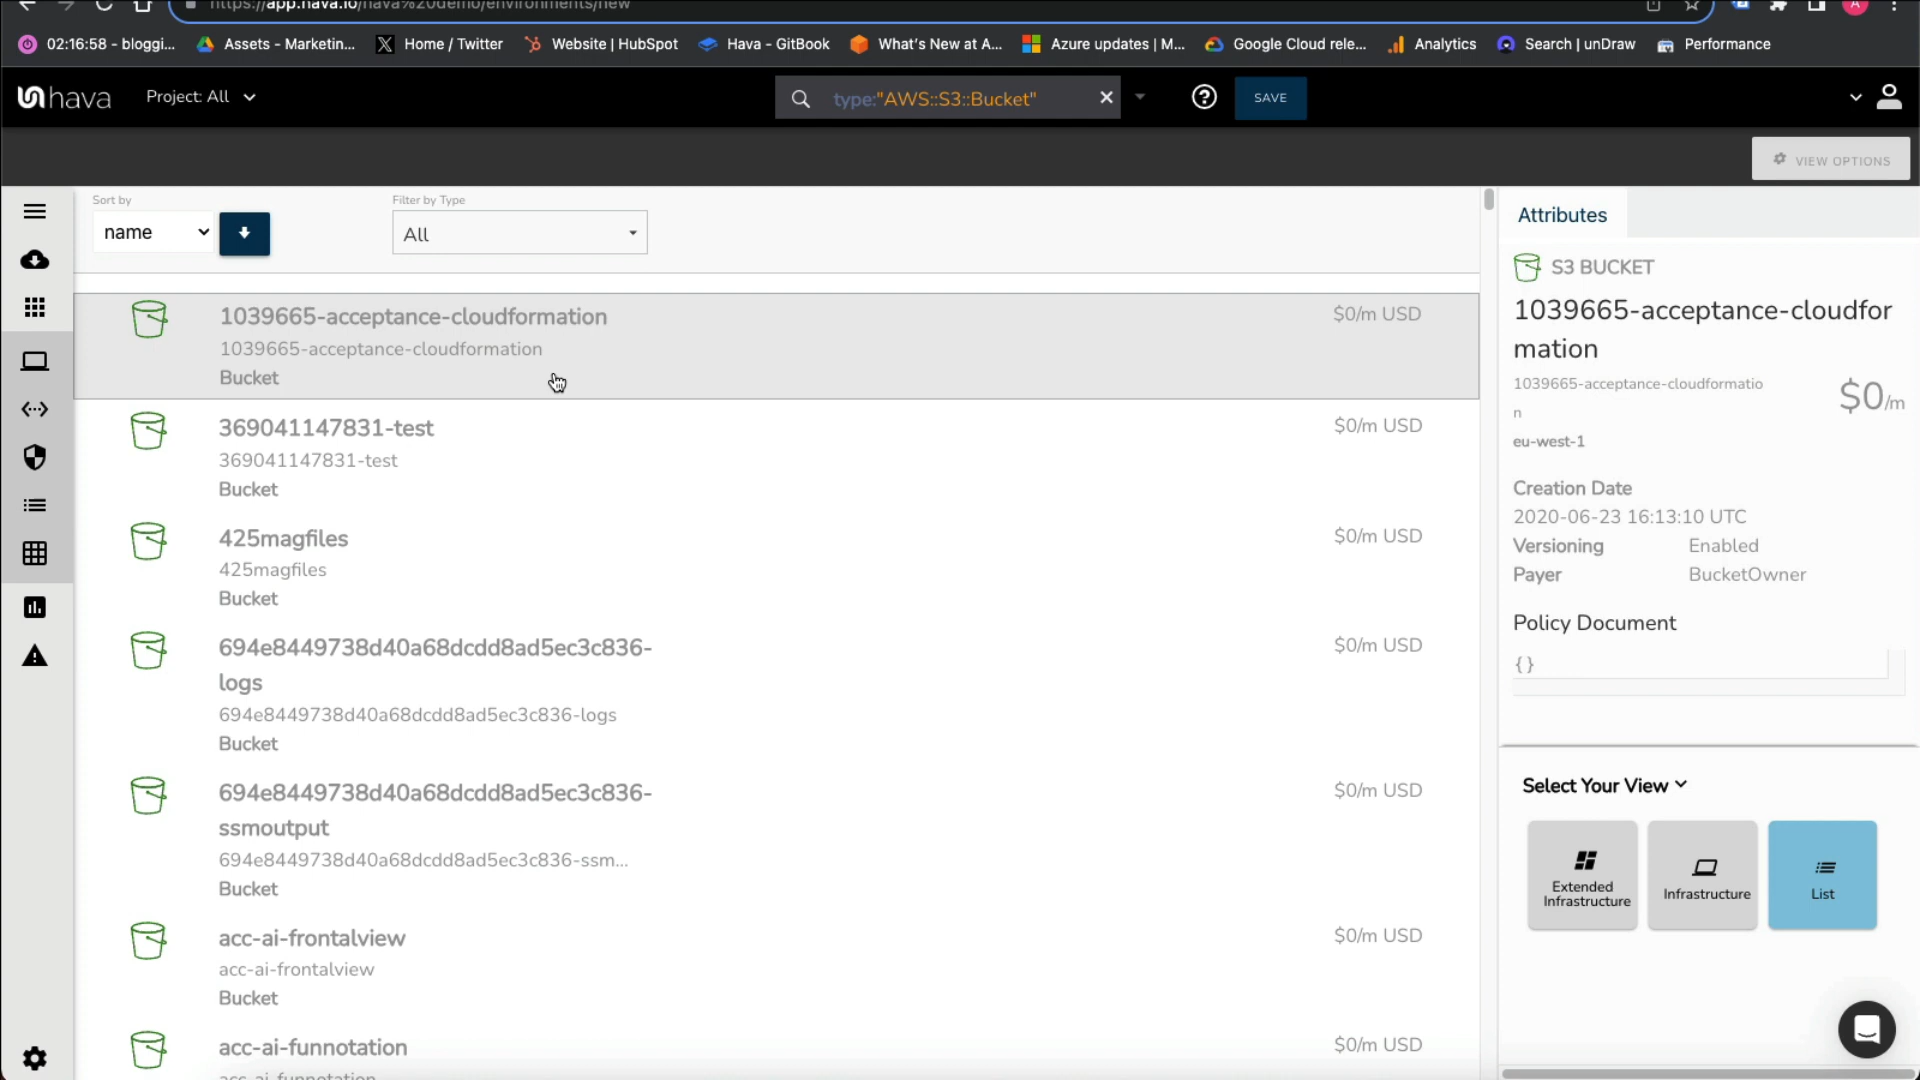 https://app.hava.io/hava%20demo/environments/new
A
02:16:58 - bloggi...
Assets - Marketin...
Home / Twitter
Website | HubSpot
Hava - GitBook
What's New at A...
Azure updates | M...
Google Cloud rele...
Analytics
Search | unDraw
Performance
hava
Project: All
type:"AWS::S3::Bucket"
SAVE
VIEW OPTIONS
Sort by
name
Filter by Type
All
1039665-acceptance-cloudformation
$0/m USD
1039665-acceptance-cloudformation
Bucket
369041147831-test
$0/m USD
369041147831-test
Bucket
425magfiles
$0/m USD
425magfiles
Bucket
694e8449738d40a68dcdd8ad5ec3c836-
logs
$0/m USD
694e8449738d40a68dcdd8ad5ec3c836-logs
Bucket
694e8449738d40a68dcdd8ad5ec3c836-
ssmoutput
$0/m USD
694e8449738d40a68dcdd8ad5ec3c836-ssm...
Bucket
acc-ai-frontalview
$0/m USD
acc-ai-frontalview
Bucket
acc-ai-funnotation
$0/m USD
acc-ai-funnotation
Attributes
S3 BUCKET
1039665-acceptance-cloudfor
mation
1039665-acceptance-cloudformatio
n
$0/m
eu-west-1
Creation Date
2020-06-23 16:13:10 UTC
Versioning Enabled
Payer BucketOwner
Policy Document
{}
Select Your View
Extended
Infrastructure
Infrastructure
List